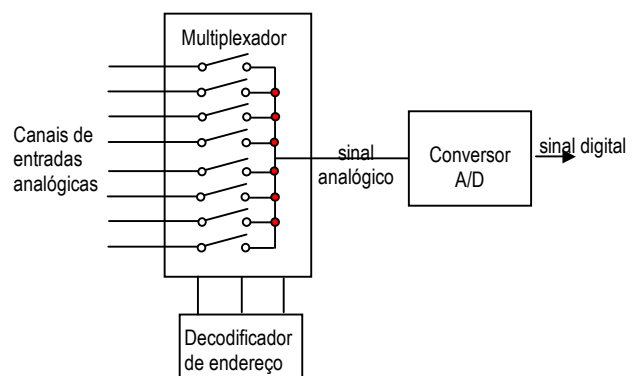 Multiplexador
Canais de
entradas
analógicas
sinal
analógico
Conversor
A/D
sinal digital
Decodificador
de endereço